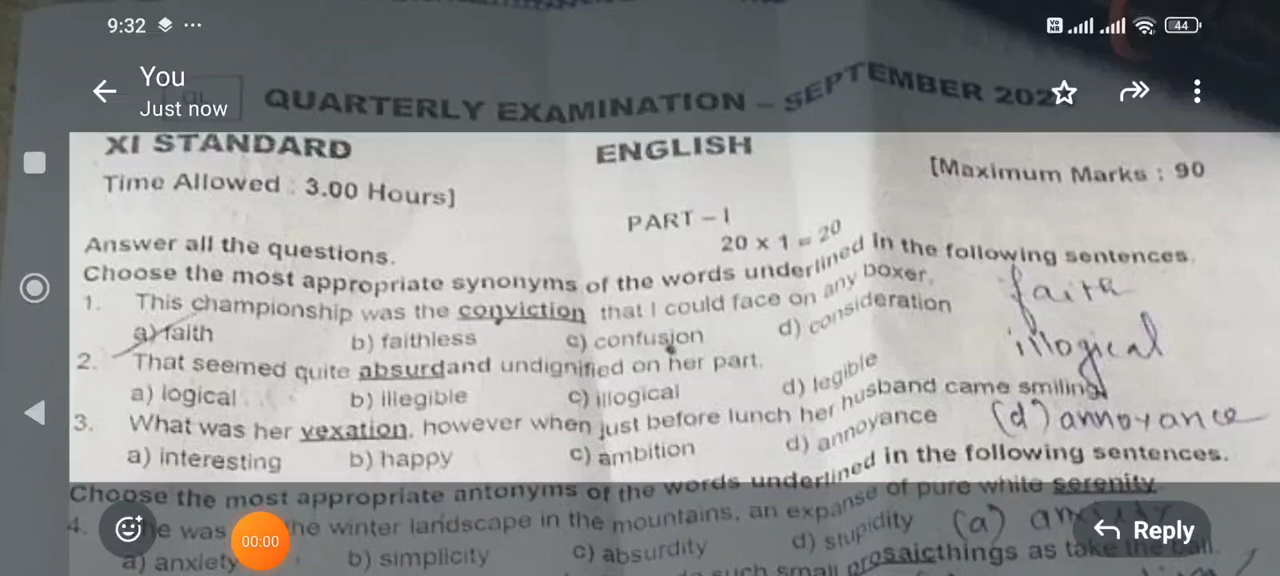 9:32
44
You
Just now
QUARTERLY EXAMINATION – SEPTEMBER 202
XI STANDARD
ENGLISH
Time Allowed : 3.00 Hours]
[Maximum Marks : 90
PART – I
Answer all the questions.
20 x 1 = 20
Choose the most appropriate synonyms of the words underlined in the following sentences.
1. This championship was the conviction that I could face on any boxer.
a) faith b) faithless c) confusion d) consideration
faith
2. That seemed quite absurdand undignified on her part.
illogical
a) logical b) illegible c) illogical d) legible
3. What was her vexation, however when just before lunch her husband came smiling
a) interesting b) happy c) ambition d) annoyance
(d) annoyance
Choose the most appropriate antonyms of the words underlined in the following sentences.
4. he was he winter landscape in the mountains, an expanse of pure white serenity
a) anxiety b) simplicity c) absurdity d) stupidity
(a)
such small prosaicthings as take the ball.
00:00
Reply